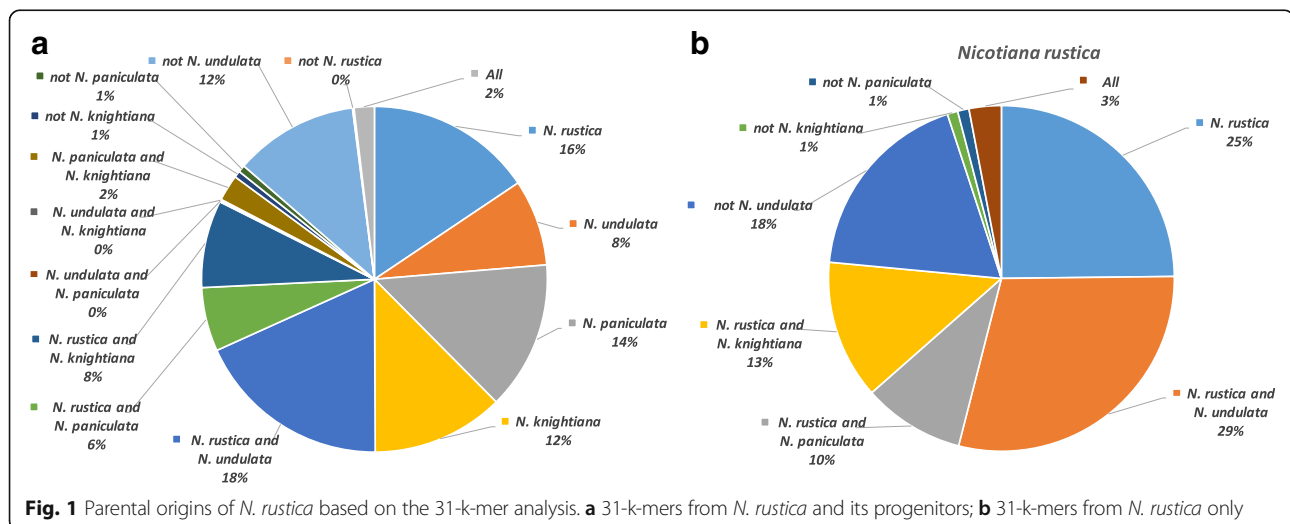 a
not N. undulata
12%
not N. rustica
0%
All
2%
not N. paniculata
1%
not N. knightiana
1%
N. paniculata and
N. knightiana
2%
N. undulata and
N. knightiana
0%
N. undulata and
N. paniculata
0%
N. rustica and
N. knightiana
8%
N. rustica and
N. paniculata
6%
N. rustica and
N. undulata
18%
N. rustica
16%
N. undulata
8%
N. paniculata
14%
N. knightiana
12%
b
Nicotiana rustica
not N. paniculata
1%
All
3%
not N. knightiana
1%
not N. undulata
18%
N. rustica and
N. knightiana
13%
N. rustica and
N. paniculata
10%
N. rustica
25%
N. rustica and
N. undulata
29%
Fig. 1 Parental origins of N. rustica based on the 31-k-mer analysis. a 31-k-mers from N. rustica and its progenitors; b 31-k-mers from N. rustica only